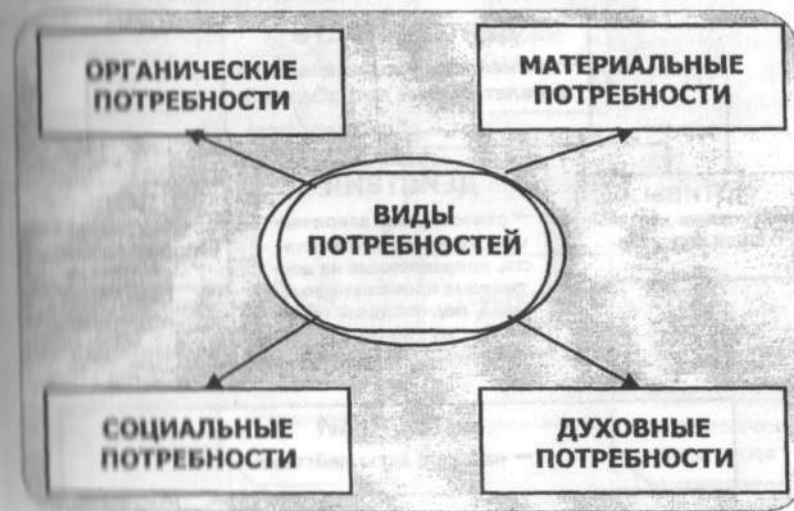 ОРГАНИЧЕСКИЕ
ПОТРЕБНОСТИ
МАТЕРИАЛЬНЫЕ
ПОТРЕБНОСТИ
ВИДЫ
ПОТРЕБНОСТЕЙ
СОЦИАЛЬНЫЕ
ПОТРЕБНОСТИ
ДУХОВНЫЕ
ПОТРЕБНОСТИ